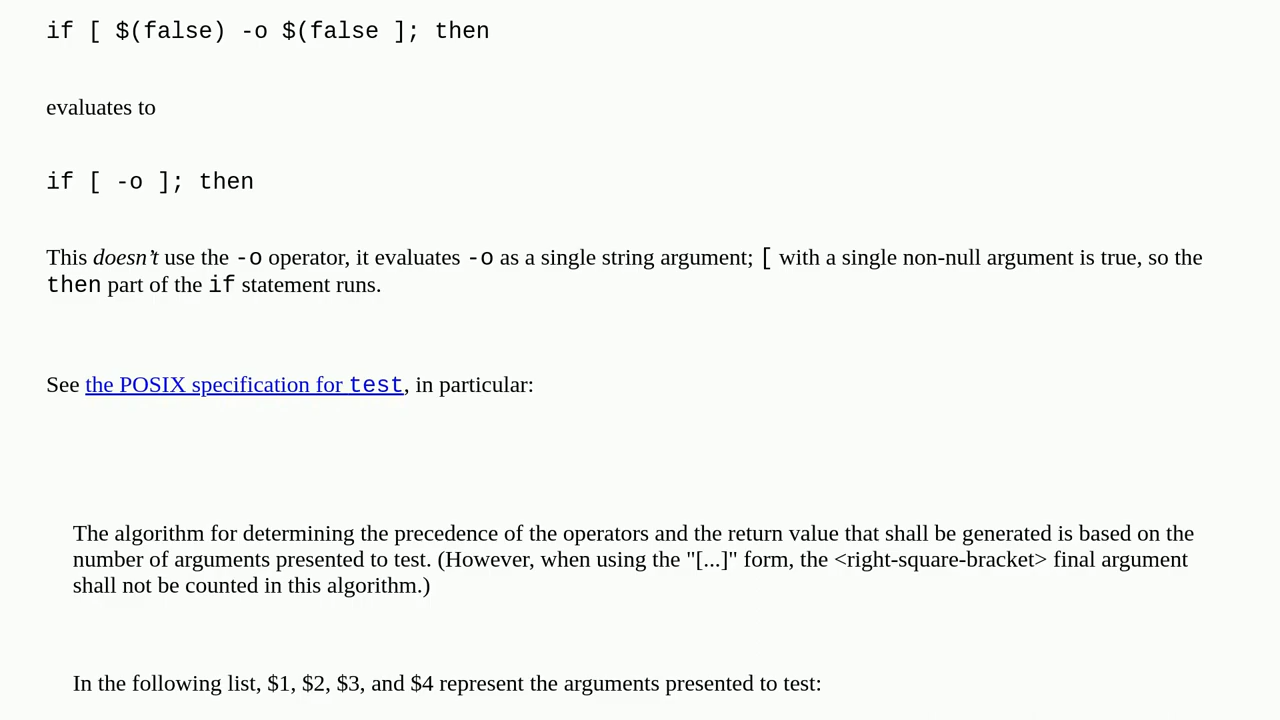 if [ $(false) -o $(false ]; then
evaluates to
if [ -o ]; then
This doesn’t use the -o operator, it evaluates -o as a single string argument; [ with a single non-null argument is true, so the
then part of the if statement runs.
See the POSIX specification for test, in particular:
The algorithm for determining the precedence of the operators and the return value that shall be generated is based on the
number of arguments presented to test. (However, when using the "[...]" form, the <right-square-bracket> final argument
shall not be counted in this algorithm.)
In the following list, $1, $2, $3, and $4 represent the arguments presented to test: